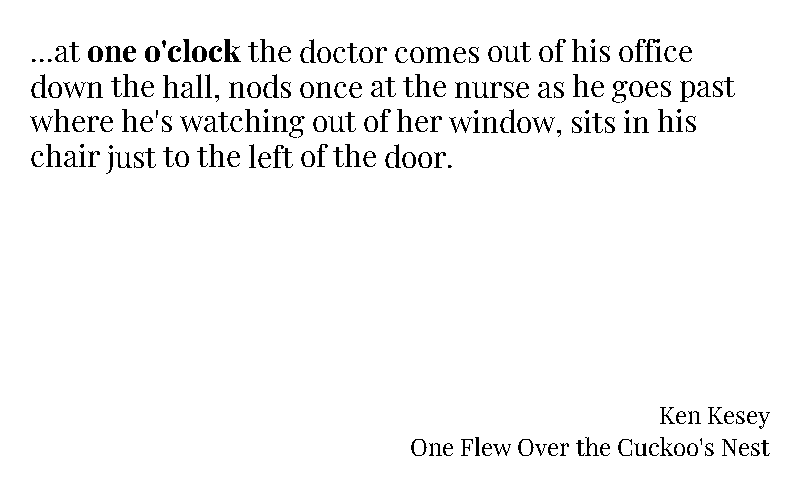 ...at one o'clock the doctor comes out of his office
down the hall, nods once at the nurse as he goes past
where he's watching out of her window, sits in his
chair just to the left of the door.
Ken Kesey
One Flew Over the Cuckoo's Nest